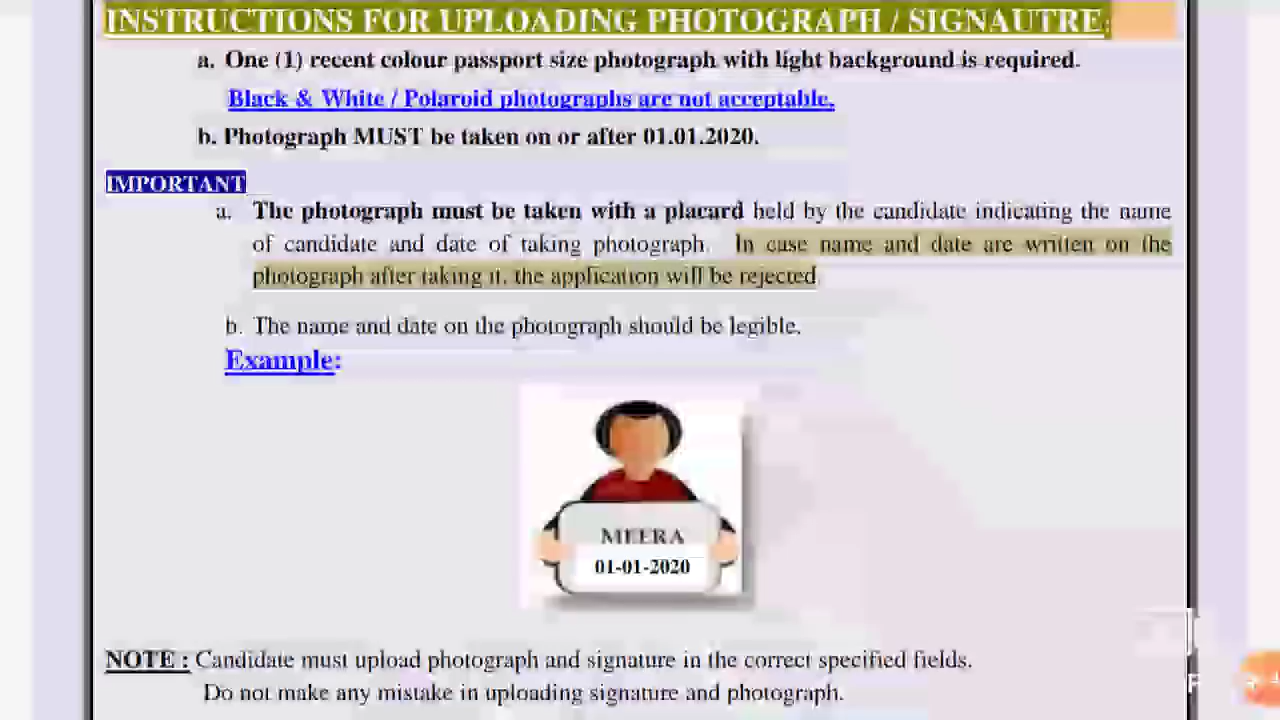 INSTRUCTIONS FOR UPLOADING PHOTOGRAPH / SIGNAUTRE:
a. One (1) recent colour passport size photograph with light background is required.
Black & White / Polaroid photographs are not acceptable.
b. Photograph MUST be taken on or after 01.01.2020.
IMPORTANT
a. The photograph must be taken with a placard held by the candidate indicating the name
of candidate and date of taking photograph. In case name and date are written on the
photograph after taking it, the application will be rejected.
b. The name and date on the photograph should be legible.
Example:
MEERA
01-01-2020
NOTE : Candidate must upload photograph and signature in the correct specified fields.
Do not make any mistake in uploading signature and photograph.